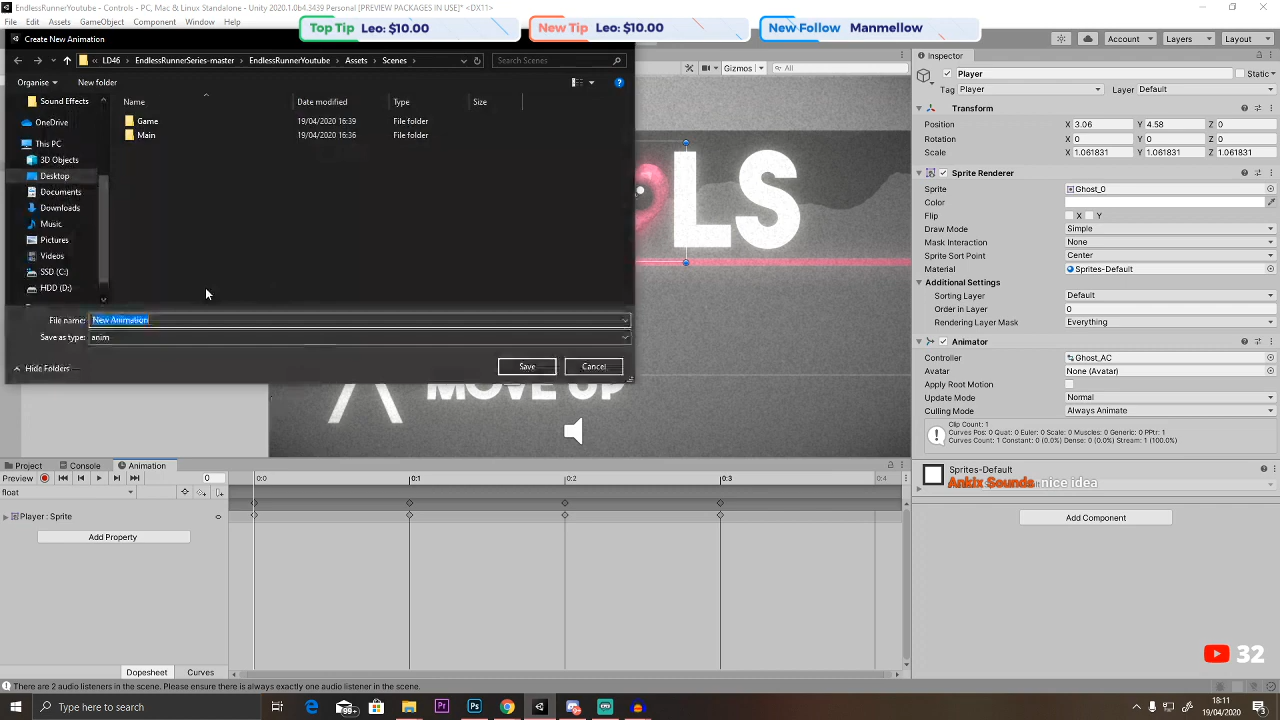 EndlessRunnerYoutube - PC, Mac & Linux Standalone - Unity 2020.1.0b4.3439 Personal [PREVIEW PACKAGES IN USE]* <DX11>
File Edit Assets GameObject Component Window Help
Top Tip Leo: $10.00
New Tip Leo: $10.00
New Follow Manmellow
Create New Animation
Account
Layers
Layout
« LD46 > EndlessRunnerSeries-master > EndlessRunnerYoutube > Assets > Scenes >
Search Scenes
New folder
Gizmos
All
Name
Date modified
Type
Size
Sound Effects
OneDrive
This PC
3D Objects
Desktop
Documents
Downloads
Music
Pictures
Videos
SSD (C:)
HDD (D:)
Game 19/04/2020 16:39 File folder
Main 19/04/2020 16:36 File folder
File name: New Animation
Save as type: anim
Hide Folders
Save
Cancel
LS
MOVE UP
Inspector
Player
Static
Tag Player Layer Default
Transform
Position X 3.06 Y 4.58 Z 0
Rotation X 0 Y 0 Z 0
Scale X 1.061831 Y 1.061831 Z 1.061831
Sprite Renderer
Sprite Ghost_0
Color
Flip X Y
Draw Mode Simple
Mask Interaction None
Sprite Sort Point Center
Material Sprites-Default
Additional Settings
Sorting Layer Default
Order in Layer 0
Rendering Layer Mask Everything
Animator
Controller Ghost_AC
Avatar None (Avatar)
Apply Root Motion
Update Mode Normal
Culling Mode Always Animate
Clip Count: 1
Curves Pos: 0 Quat: 0 Euler: 0 Scale: 0 Muscles: 0 Generic: 0 PPtr: 1
Curves Count: 1 Constant: 0 (0.0%) Dense: 0 (0.0%) Stream: 1 (100.0%)
Sprites-Default
Ankix Sounds nice idea
Add Component
Project
Console
Animation
Preview
0
0:0
0:1
0:2
0:3
0:4
float
Player : Sprite
Add Property
Dopesheet
Curves
32
There are 2 audio listeners in the scene. Please ensure there is always exactly one audio listener in the scene.
Type here to search
18:11
19/04/2020